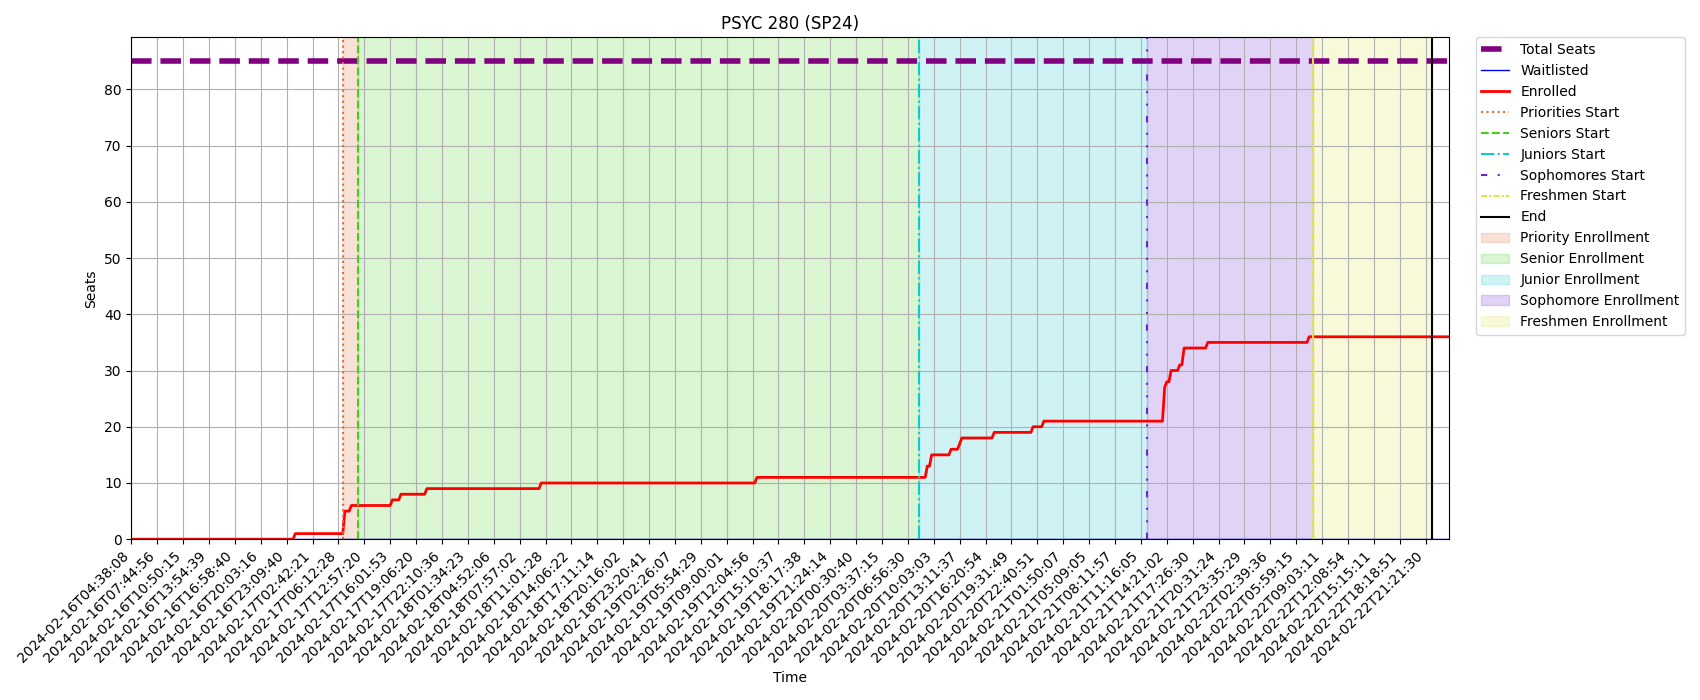 PSYC 280 (SP24)
Seats
80
70
60
50
40
30
20
10
0
2024-02-16T04:38:08
2024-02-16T07:44:56
2024-02-16T10:50:15
2024-02-16T13:54:39
2024-02-16T16:58:40
2024-02-16T20:03:16
2024-02-16T23:09:40
2024-02-17T02:42:21
2024-02-17T06:12:28
2024-02-17T12:57:20
2024-02-17T16:01:53
2024-02-17T19:06:20
2024-02-17T22:10:36
2024-02-18T01:34:23
2024-02-18T04:52:06
2024-02-18T07:57:02
2024-02-18T11:01:28
2024-02-18T14:06:22
2024-02-18T17:11:14
2024-02-18T20:16:02
2024-02-18T23:20:41
2024-02-19T02:26:07
2024-02-19T05:54:29
2024-02-19T09:00:01
2024-02-19T12:04:56
2024-02-19T15:10:37
2024-02-19T18:17:38
2024-02-19T21:24:14
2024-02-20T00:30:40
2024-02-20T03:37:15
2024-02-20T06:56:30
2024-02-20T10:03:03
2024-02-20T13:11:37
2024-02-20T16:20:54
2024-02-20T19:31:49
2024-02-20T22:40:51
2024-02-21T01:50:07
2024-02-21T05:09:05
2024-02-21T08:11:57
2024-02-21T11:16:05
2024-02-21T14:21:02
2024-02-21T17:26:30
2024-02-21T20:31:24
2024-02-21T23:35:29
2024-02-22T02:39:36
2024-02-22T05:59:15
2024-02-22T09:03:11
2024-02-22T12:08:54
2024-02-22T15:15:11
2024-02-22T18:18:51
2024-02-22T21:21:30
Time
Total Seats
Waitlisted
Enrolled
Priorities Start
Seniors Start
Juniors Start
Sophomores Start
Freshmen Start
End
Priority Enrollment
Senior Enrollment
Junior Enrollment
Sophomore Enrollment
Freshmen Enrollment